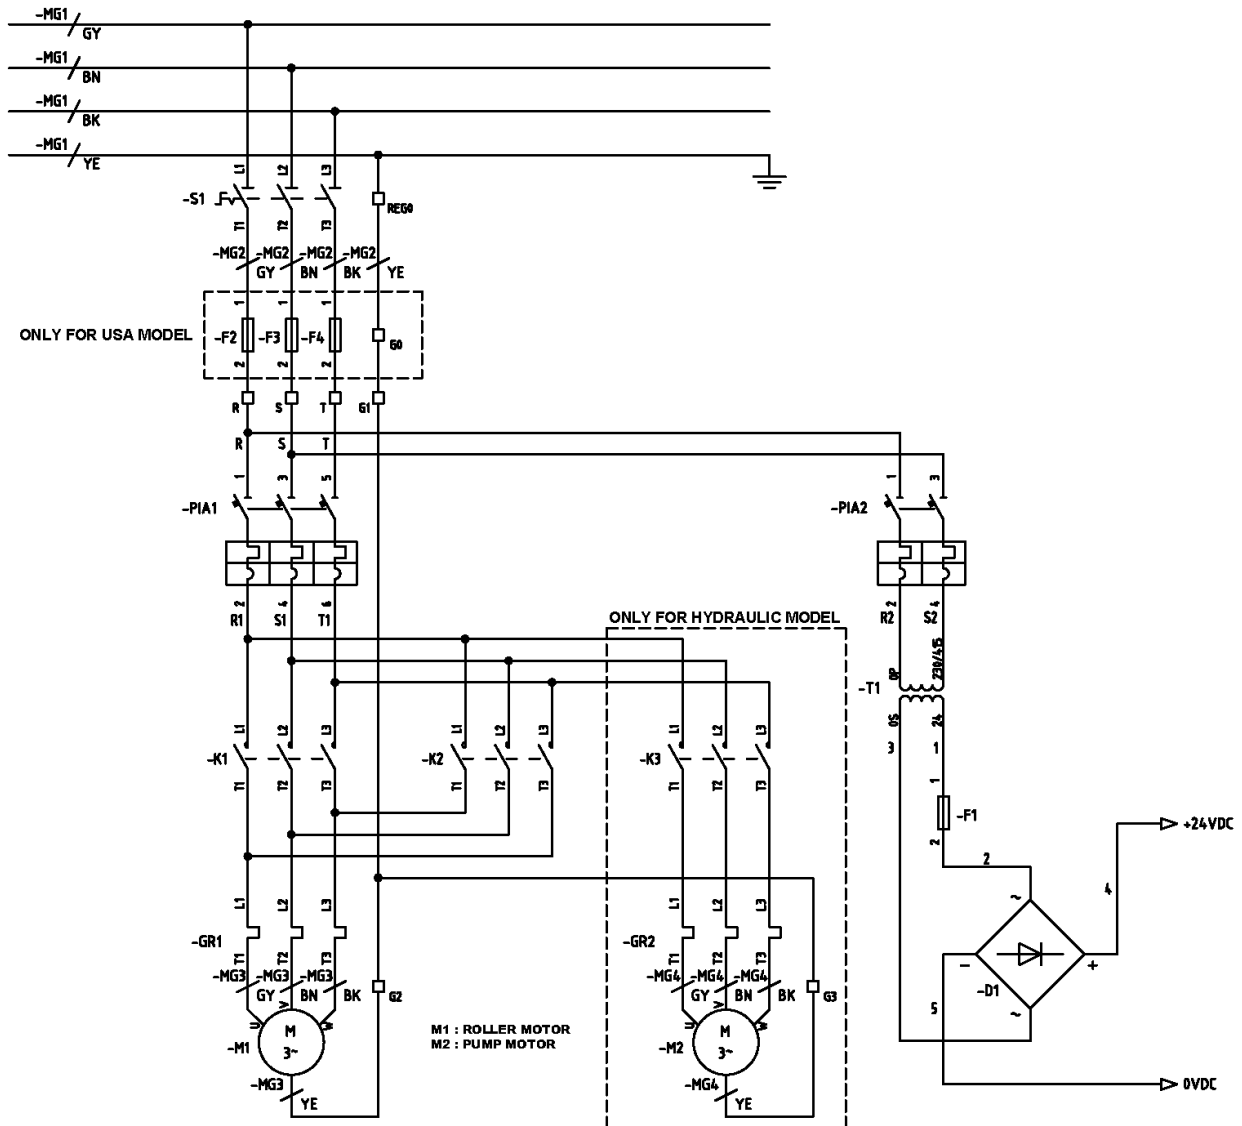 -MG1
GY
-MG1
BN
-MG1
BK
-MG1
YE
L1 L2 L3
-S1
REG0
T1 T2 T3
-MG2 -MG2 -MG2 -MG2
GY BN BK YE
1 1 1
ONLY FOR USA MODEL
-F2 -F3 -F4
G0
2 2 2
R S T G1
R S T
1 3 5
1 3
-PIA1
-PIA2
2 4 6
R1 S1 T1
2 4
R2 S2
ONLY FOR HYDRAULIC MODEL
0P 230/415
-T1
0S 24
3 1
L1 L2 L3
L1 L2 L3
L1 L2 L3
-K1
-K2
-K3
T1 T2 T3
T1 T2 T3
T1 T2 T3
1
-F1
2
2
+24VDC
4
~
L1 L2 L3
L1 L2 L3
-GR1
-GR2
T1 T2 T3
T1 T2 T3
- +
-D1
-MG3 -MG3 -MG3
GY BN BK
G2
-MG4 -MG4 -MG4
GY BN BK
G3
5
~
U V W
U V W
M1 : ROLLER MOTOR
M2 : PUMP MOTOR
-M1
M
3~
-M2
M
3~
-MG3
YE
-MG4
YE
0VDC